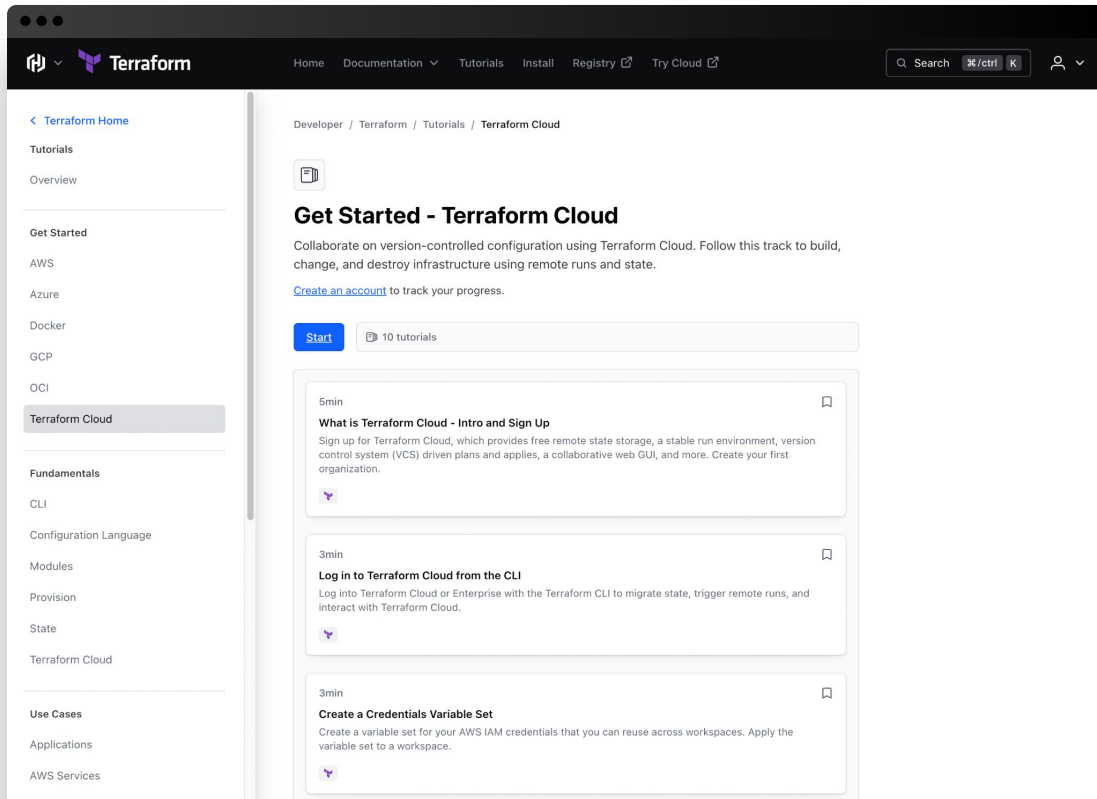 Terraform
Home Documentation Tutorials Install Registry Try Cloud
Search ⌘/ctrl K
Terraform Home
Tutorials
Overview
Get Started
AWS
Azure
Docker
GCP
OCI
Terraform Cloud
Fundamentals
CLI
Configuration Language
Modules
Provision
State
Terraform Cloud
Use Cases
Applications
AWS Services
Developer / Terraform / Tutorials / Terraform Cloud
Get Started - Terraform Cloud
Collaborate on version-controlled configuration using Terraform Cloud. Follow this track to build,
change, and destroy infrastructure using remote runs and state.
Create an account to track your progress.
Start
10 tutorials
5min
What is Terraform Cloud - Intro and Sign Up
Sign up for Terraform Cloud, which provides free remote state storage, a stable run environment, version
control system (VCS) driven plans and applies, a collaborative web GUI, and more. Create your first
organization.
3min
Log in to Terraform Cloud from the CLI
Log into Terraform Cloud or Enterprise with the Terraform CLI to migrate state, trigger remote runs, and
interact with Terraform Cloud.
3min
Create a Credentials Variable Set
Create a variable set for your AWS IAM credentials that you can reuse across workspaces. Apply the
variable set to a workspace.